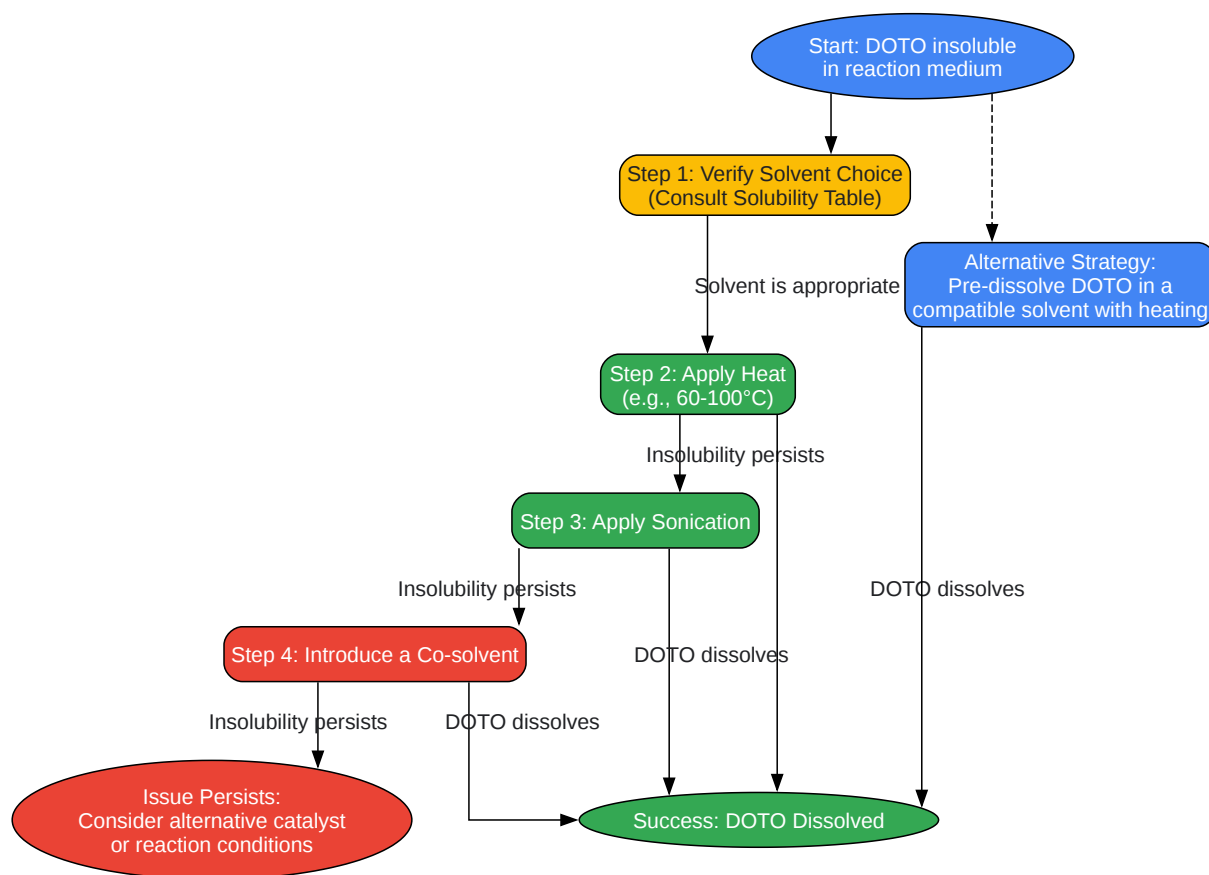 Start: DOTO insoluble
in reaction medium
Step 1: Verify Solvent Choice
(Consult Solubility Table)
Alternative Strategy:
Pre-dissolve DOTO in a
compatible solvent with heating
Solvent is appropriate
Step 2: Apply Heat
(e.g., 60-100°C)
Insolubility persists
Step 3: Apply Sonication
Insolubility persists
DOTO dissolves
Step 4: Introduce a Co-solvent
DOTO dissolves
Insolubility persists
DOTO dissolves
Issue Persists:
Consider alternative catalyst
or reaction conditions
Success: DOTO Dissolved